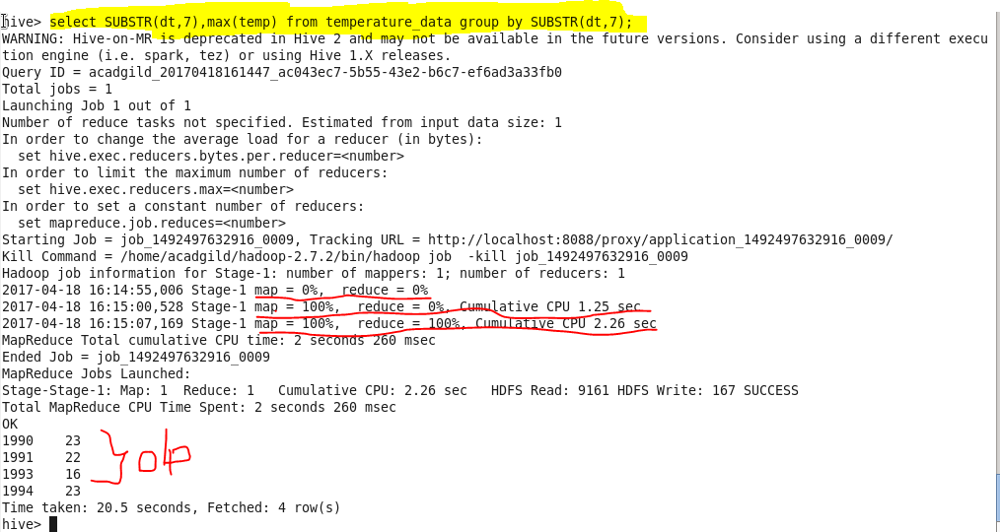 hive> select SUBSTR(dt,7),max(temp) from temperature_data group by SUBSTR(dt,7);
WARNING: Hive-on-MR is deprecated in Hive 2 and may not be available in the future versions. Consider using a different execu
tion engine (i.e. spark, tez) or using Hive 1.X releases.
Query ID = acadgild_20170418161447_ac043ec7-5b55-43e2-b6c7-ef6ad3a33fb0
Total jobs = 1
Launching Job 1 out of 1
Number of reduce tasks not specified. Estimated from input data size: 1
In order to change the average load for a reducer (in bytes):
  set hive.exec.reducers.bytes.per.reducer=<number>
In order to limit the maximum number of reducers:
  set hive.exec.reducers.max=<number>
In order to set a constant number of reducers:
  set mapreduce.job.reduces=<number>
Starting Job = job_1492497632916_0009, Tracking URL = http://localhost:8088/proxy/application_1492497632916_0009/
Kill Command = /home/acadgild/hadoop-2.7.2/bin/hadoop job  -kill job_1492497632916_0009
Hadoop job information for Stage-1: number of mappers: 1; number of reducers: 1
2017-04-18 16:14:55,006 Stage-1 map = 0%,  reduce = 0%
2017-04-18 16:15:00,528 Stage-1 map = 100%,  reduce = 0%, Cumulative CPU 1.25 sec
2017-04-18 16:15:07,169 Stage-1 map = 100%,  reduce = 100%, Cumulative CPU 2.26 sec
MapReduce Total cumulative CPU time: 2 seconds 260 msec
Ended Job = job_1492497632916_0009
MapReduce Jobs Launched:
Stage-Stage-1: Map: 1  Reduce: 1   Cumulative CPU: 2.26 sec   HDFS Read: 9161 HDFS Write: 167 SUCCESS
Total MapReduce CPU Time Spent: 2 seconds 260 msec
OK
1990    23
1991    22
1993    16
1994    23
o/p
Time taken: 20.5 seconds, Fetched: 4 row(s)
hive>